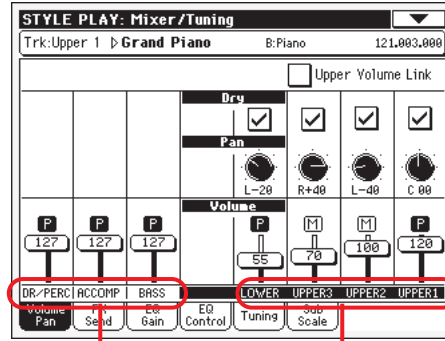 STYLE PLAY: Mixer/Tuning
Trk:Upper 1 Grand Piano B:Piano 121.003.000
Upper Volume Link
Dry
Pan
L-20 R+40 L-40 C 00
Volume
P P P P M M P
127 127 127 55 70 100 120
DR/PERC ACCOMP BASS LOWER UPPER3 UPPER2 UPPER1
Volume Pan
FX Send
EQ Gain
EQ Control
Tuning
Sub Scale